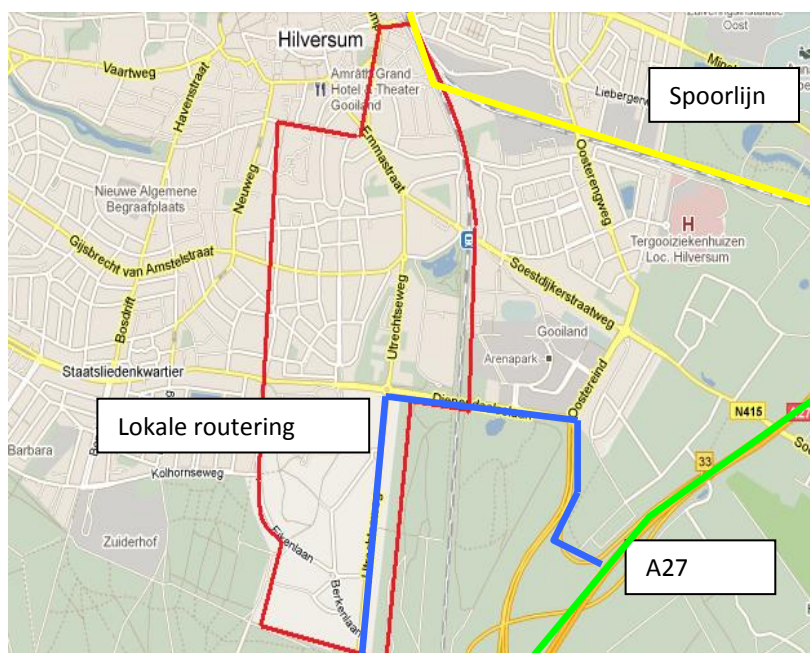 Hilversum
Oost
Vaartweg
Havenstraat
Amrâth Grand
Hotel n Theater
Gooiland
Spoorlijn
Emmastraat
Neuweg
Oosterengweg
Nieuwe Algemene
Begraafplaats
H
Tergooiziekenhuizen
Loc. Hilversum
Gijsbrecht van Amstelstraat
Soestdijkerstraatweg
Bosdrift
Utrechtseweg
Gooiland
Arenapark
Staatsliedenkwartier
Oostereind
Lokale routering
N415
Barbara
33
Kolhornseweg
Zuiderhof
Eikenlaan
A27
Berkenlaan